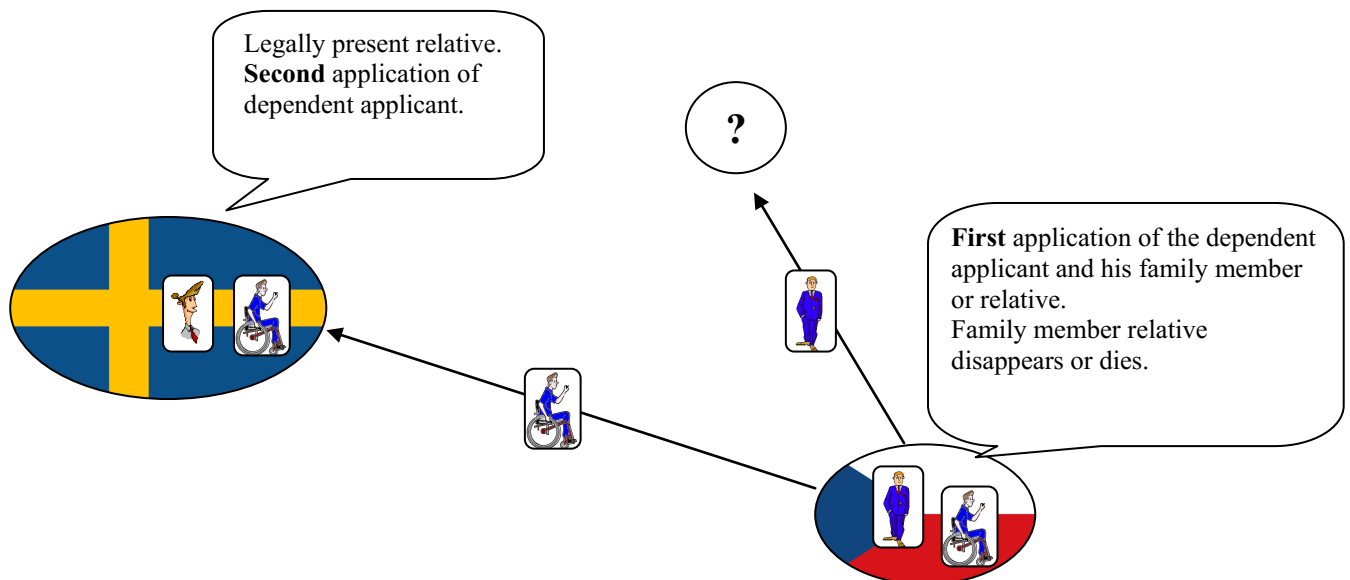 Legally present relative.
**Second** application of
dependent applicant.
?
**First** application of the dependent
applicant and his family member
or relative.
Family member relative
disappears or dies.